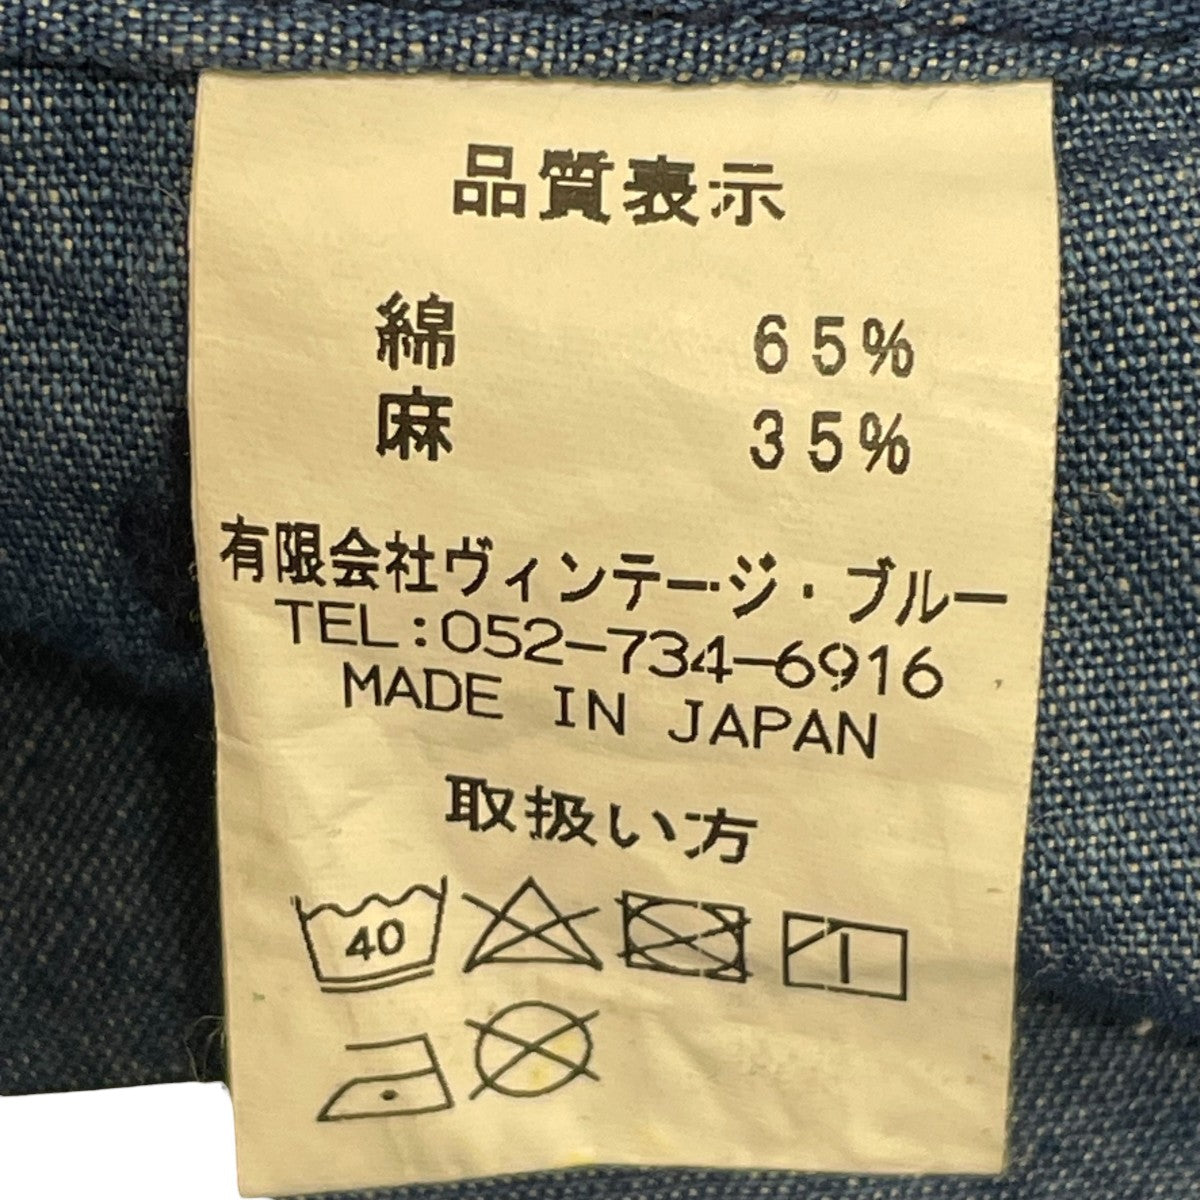 品質表示
綿 65%
麻 35%
有限会社ヴィンテージ・ブルー
TEL:052-734-6916
MADE IN JAPAN
取扱い方
40